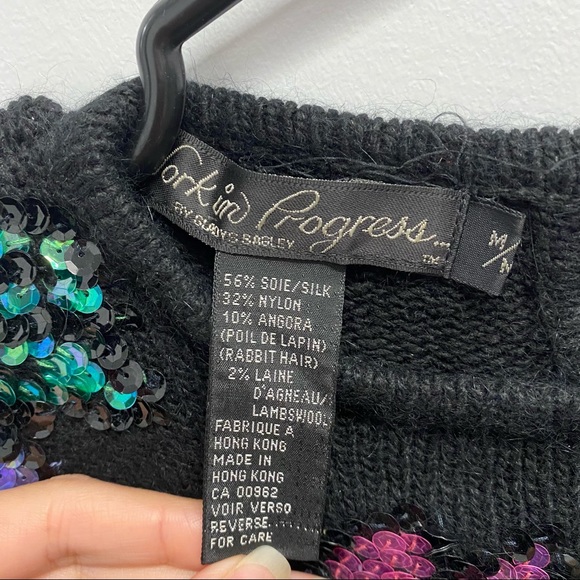 Work in Progress...
BY GLADYS BAGLEY
TM
M/M
56% SOIE/SILK
32% NYLON
10% ANGORA
(POIL DE LAPIN)
(RABBIT HAIR)
2% LAINE
D'AGNEAU/
LAMBSWOOL
FABRIQUE A
HONG KONG
MADE IN
HONG KONG
CA 00962
VOIR VERSO
REVERSE
FOR CARE